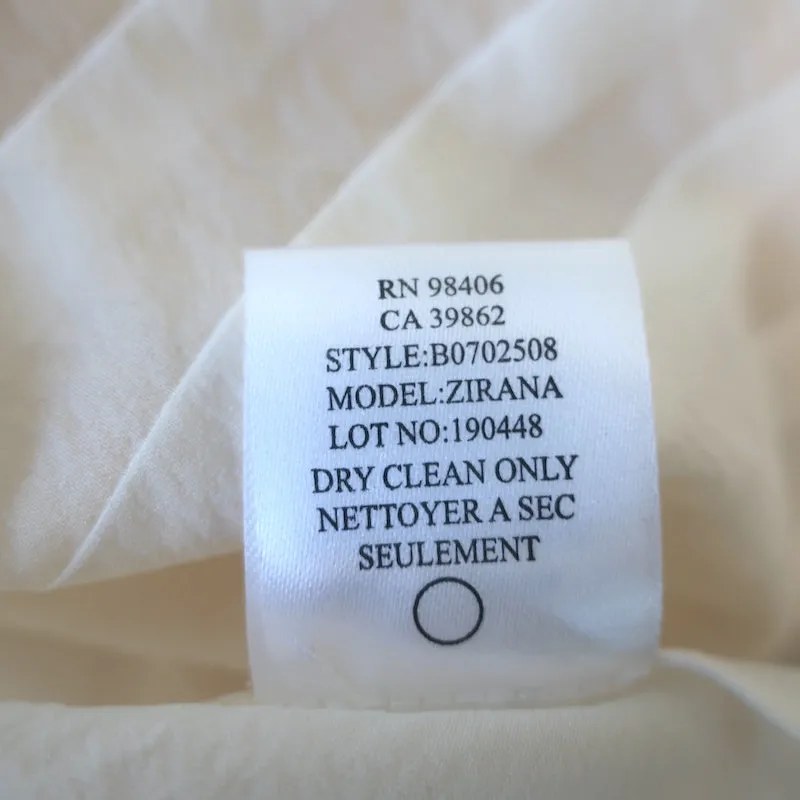 RN 98406
CA 39862
STYLE:B0702508
MODEL:ZIRANA
LOT NO:190448
DRY CLEAN ONLY
NETTOYER A SEC
SEULEMENT